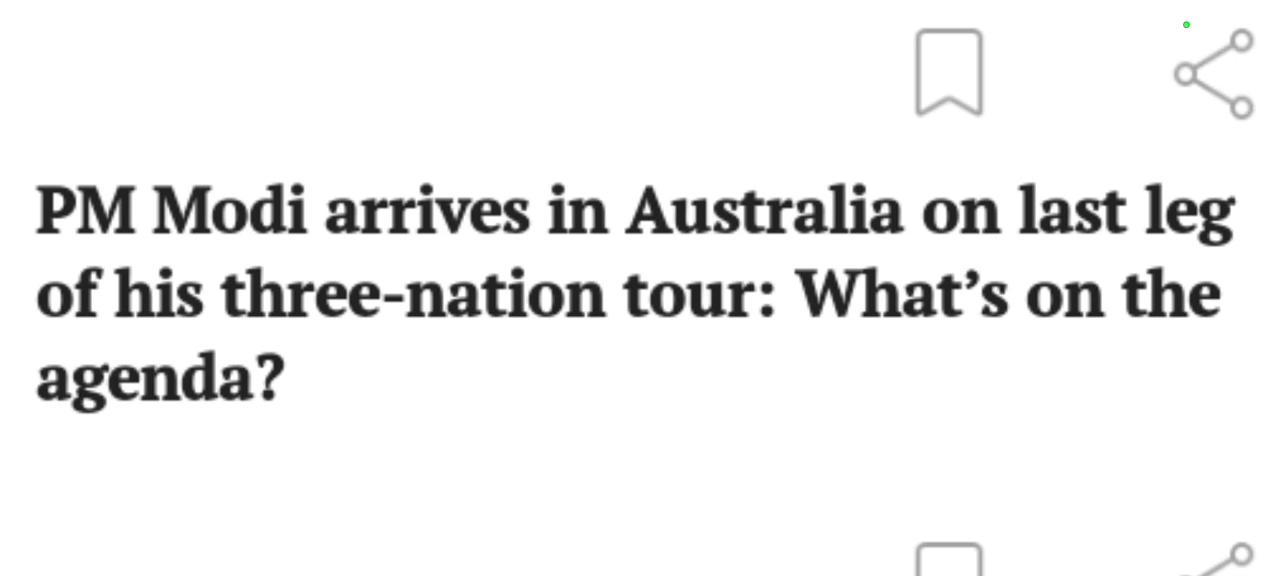 PM Modi arrives in Australia on last leg
of his three-nation tour: What’s on the
agenda?